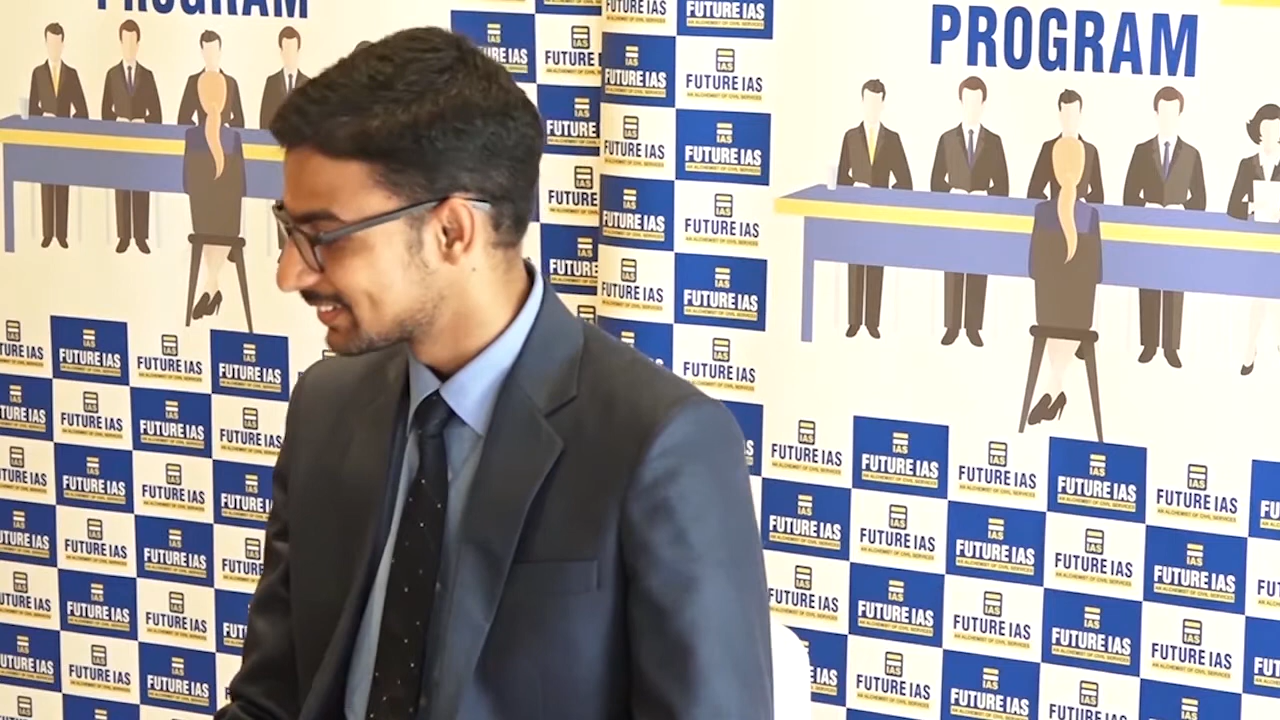 PROGRAM
PROGRAM
IAS
FUTURE IAS
AN ALCHEMIST OF CIVIL SERVICES